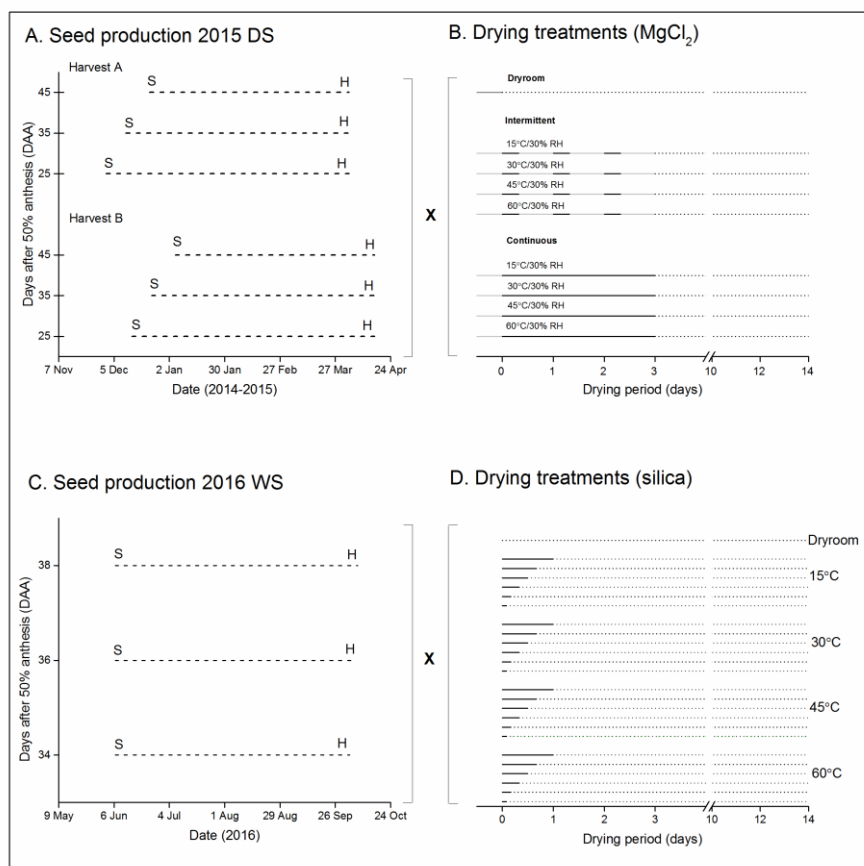 A. Seed production 2015 DS
Harvest A
S H
45
S H
35
S H
25
Harvest B
S H
45
S H
35
S H
25
Days after 50% anthesis (DAA)
7 Nov 5 Dec 2 Jan 30 Jan 27 Feb 27 Mar 24 Apr
Date (2014-2015)
X
B. Drying treatments (MgCl₂)
Dryroom
Intermittent
15°C/30% RH
30°C/30% RH
45°C/30% RH
60°C/30% RH
Continuous
15°C/30% RH
30°C/30% RH
45°C/30% RH
60°C/30% RH
0 1 2 3 10 12 14
Drying period (days)
C. Seed production 2016 WS
S H
38
S H
36
S H
34
Days after 50% anthesis (DAA)
9 May 6 Jun 4 Jul 1 Aug 29 Aug 26 Sep 24 Oct
Date (2016)
X
D. Drying treatments (silica)
Dryroom
15°C
30°C
45°C
60°C
0 1 2 3 10 12 14
Drying period (days)